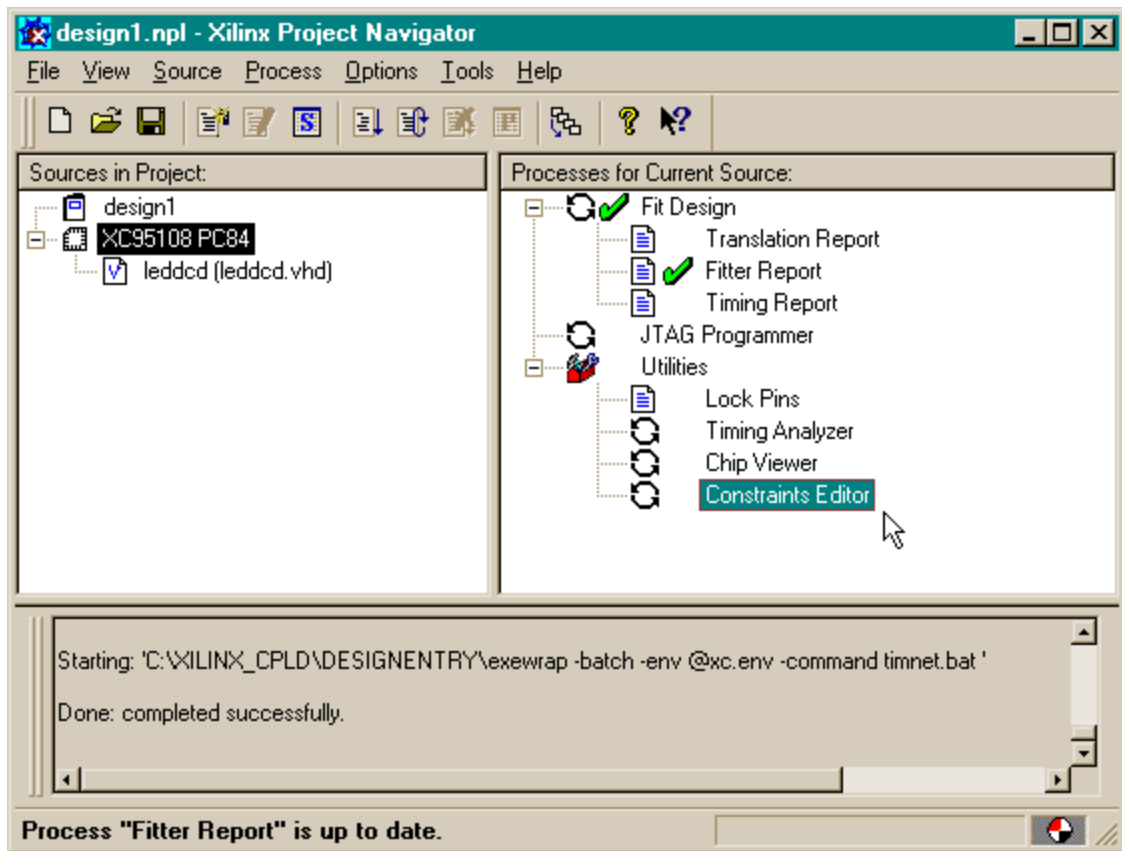 design1.npl - Xilinx Project Navigator
File View Source Process Options Tools Help
Sources in Project:
design1
XC95108 PC84
leddcd (leddcd.vhd)
Processes for Current Source:
Fit Design
Translation Report
Fitter Report
Timing Report
JTAG Programmer
Utilities
Lock Pins
Timing Analyzer
Chip Viewer
Constraints Editor
Starting: 'C:\XILINX_CPLD\DESIGNENTRY\exewrap -batch -env @xc.env -command timnet.bat '
Done: completed successfully.
Process "Fitter Report" is up to date.